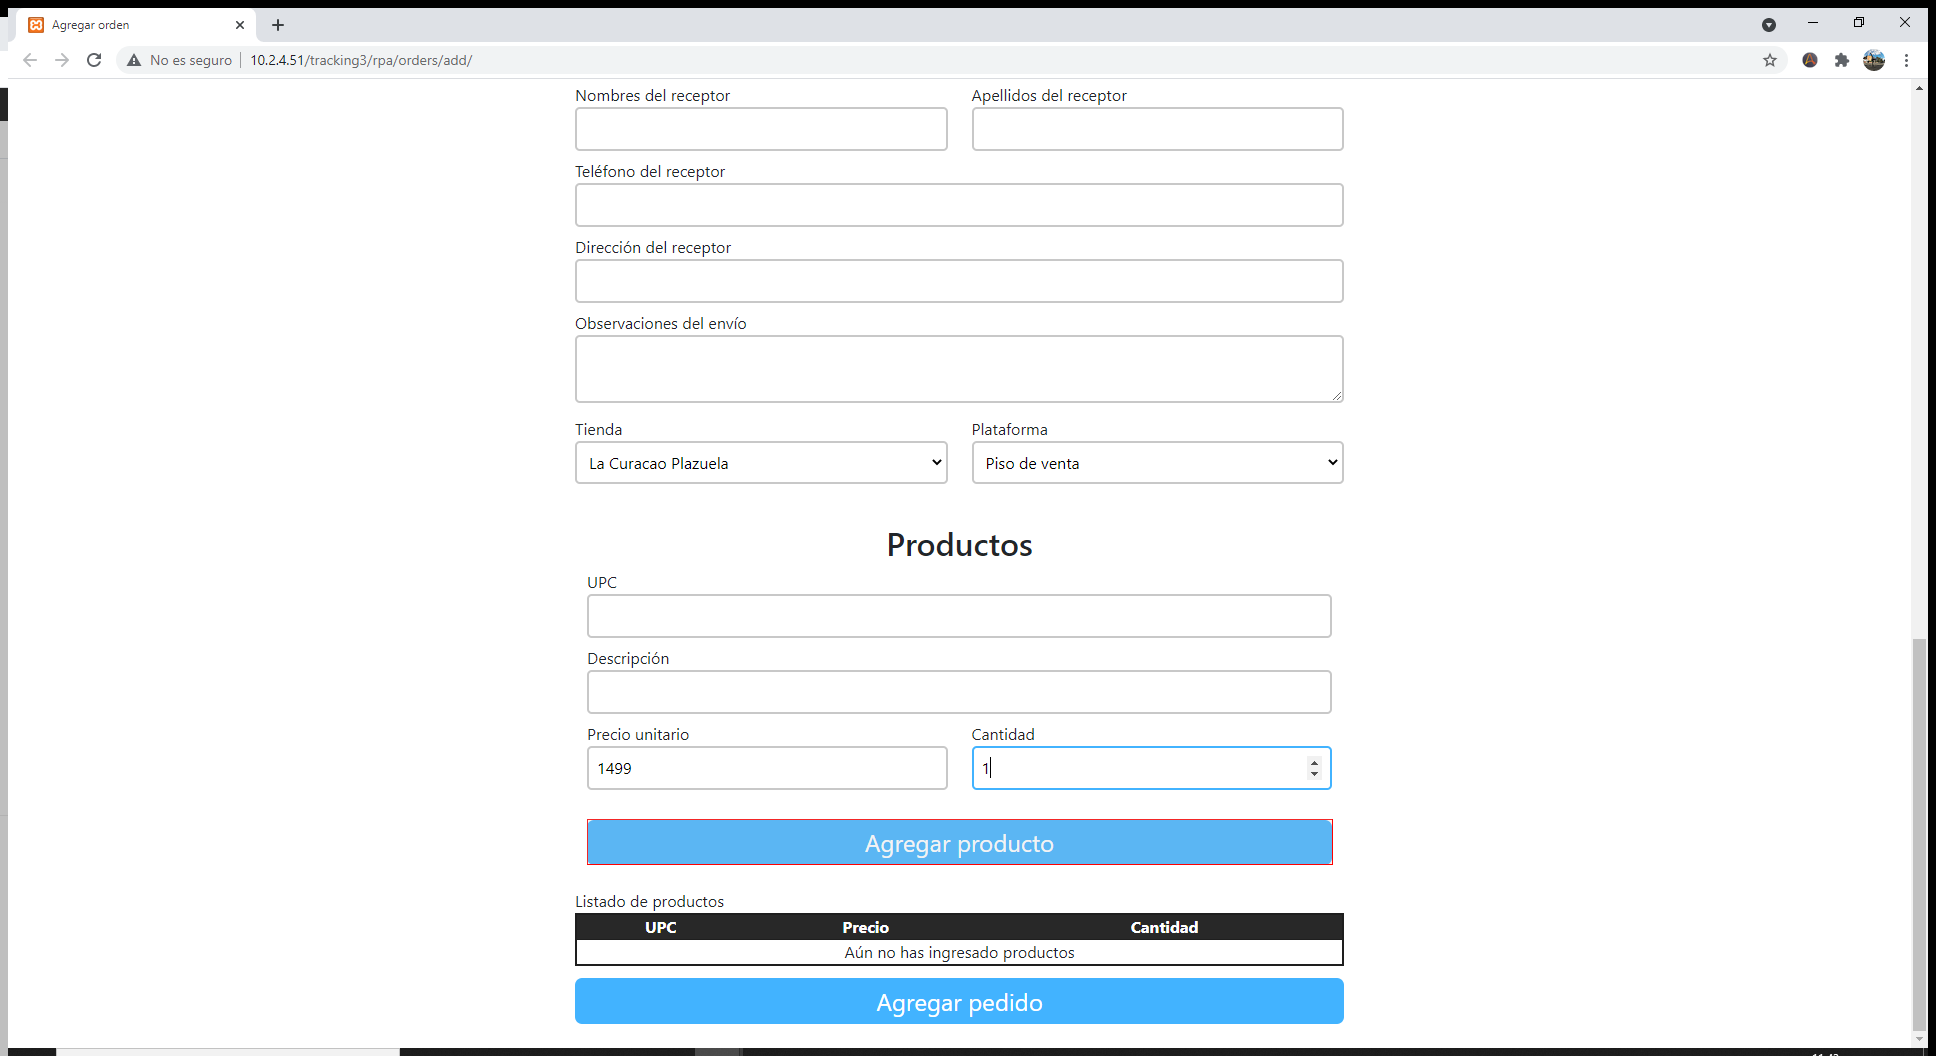 Agregar orden
No es seguro 10.2.4.51/tracking3/rpa/orders/add/
Nombres del receptor Apellidos del receptor
Teléfono del receptor
Dirección del receptor
Observaciones del envío
Tienda Plataforma
La Curacao Plazuela Piso de venta
Productos
UPC
Descripción
Precio unitario Cantidad
1499 1
Agregar producto
Listado de productos
UPC Precio Cantidad
Aún no has ingresado productos
Agregar pedido